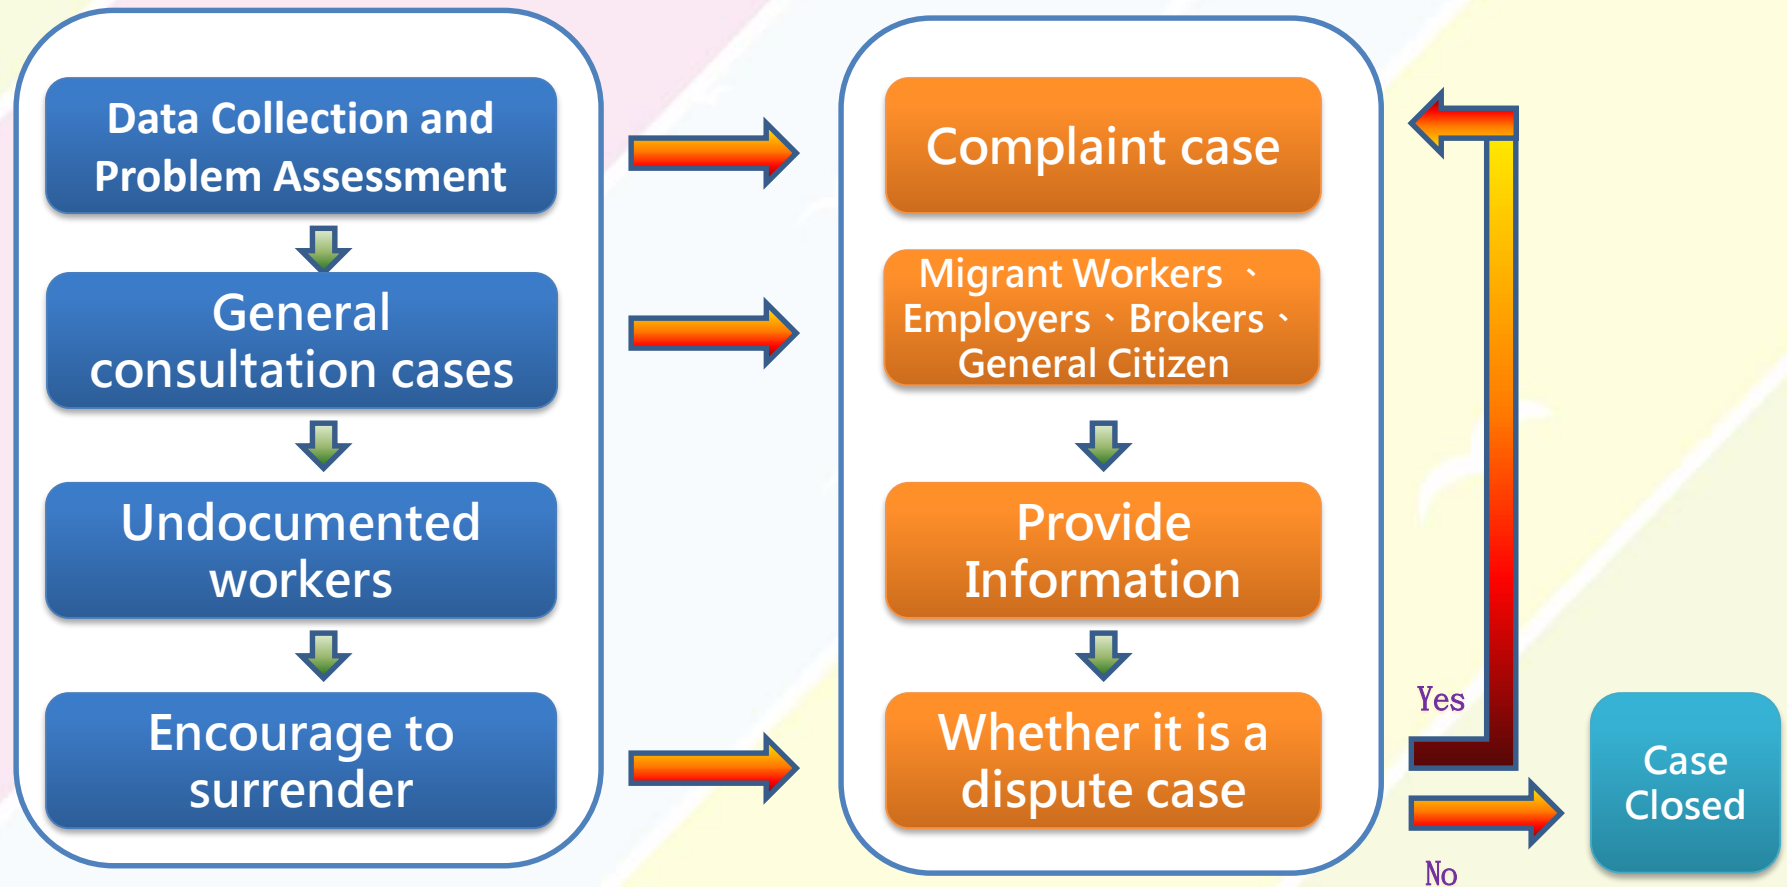 Data Collection and
Problem Assessment
General
consultation cases
Undocumented
workers
Encourage to
surrender
Complaint case
Migrant Workers 、
Employers、Brokers、
General Citizen
Provide
Information
Whether it is a
dispute case
Yes
No
Case
Closed